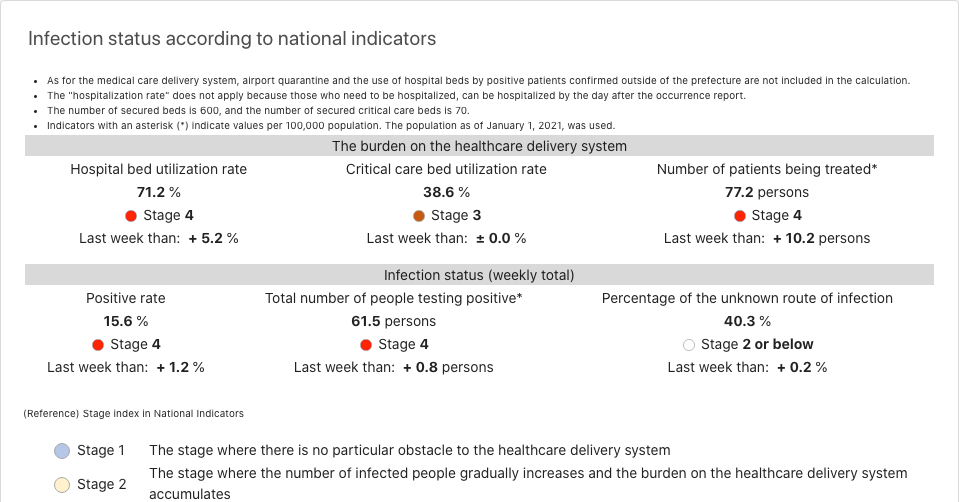 Infection status according to national indicators
• As for the medical care delivery system, airport quarantine and the use of hospital beds by positive patients confirmed outside of the prefecture are not included in the calculation.
• The "hospitalization rate" does not apply because those who need to be hospitalized, can be hospitalized by the day after the occurrence report.
• The number of secured beds is 600, and the number of secured critical care beds is 70.
• Indicators with an asterisk (*) indicate values per 100,000 population. The population as of January 1, 2021, was used.
The burden on the healthcare delivery system
Hospital bed utilization rate Critical care bed utilization rate Number of patients being treated*
71.2 % 38.6 % 77.2 persons
Stage 4 Stage 3 Stage 4
Last week than: + 5.2 % Last week than: ± 0.0 % Last week than: + 10.2 persons
Infection status (weekly total)
Positive rate Total number of people testing positive* Percentage of the unknown route of infection
15.6 % 61.5 persons 40.3 %
Stage 4 Stage 4 Stage 2 or below
Last week than: + 1.2 % Last week than: + 0.8 persons Last week than: + 0.2 %
(Reference) Stage index in National Indicators
Stage 1 The stage where there is no particular obstacle to the healthcare delivery system
Stage 2 The stage where the number of infected people gradually increases and the burden on the healthcare delivery system
accumulates